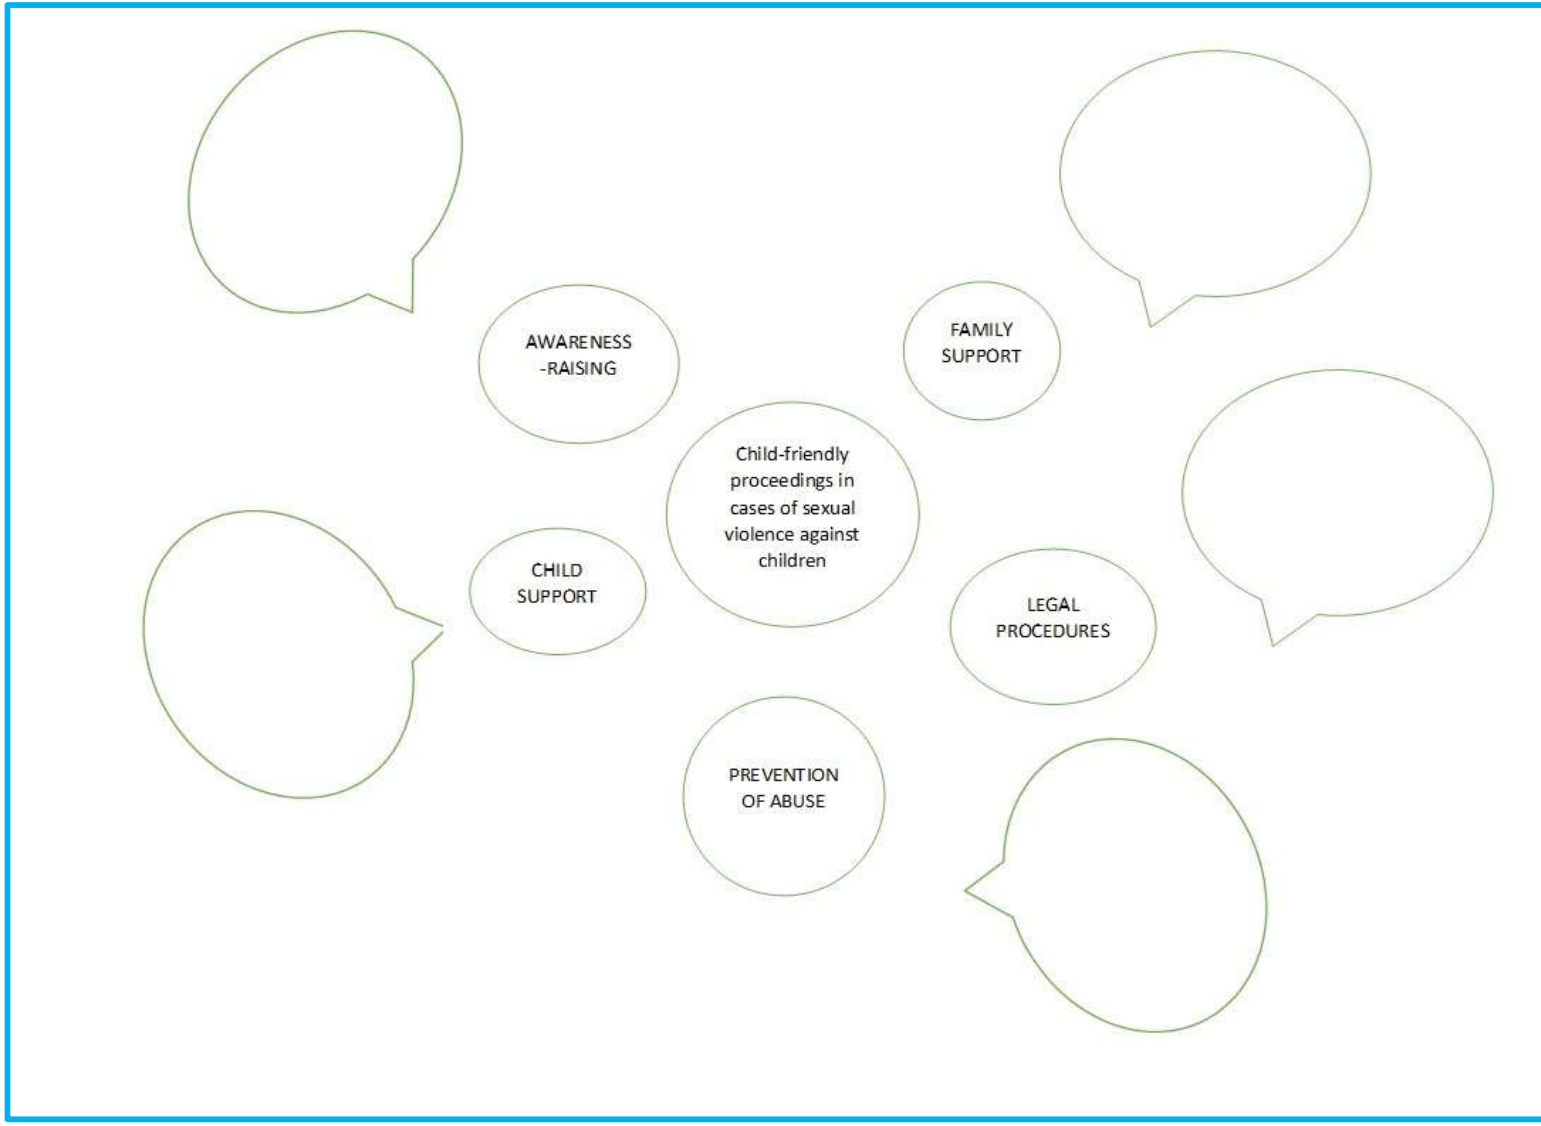 AWARENESS
-RAISING
FAMILY
SUPPORT
Child-friendly
proceedings in
cases of sexual
violence against
children
CHILD
SUPPORT
LEGAL
PROCEDURES
PREVENTION
OF ABUSE